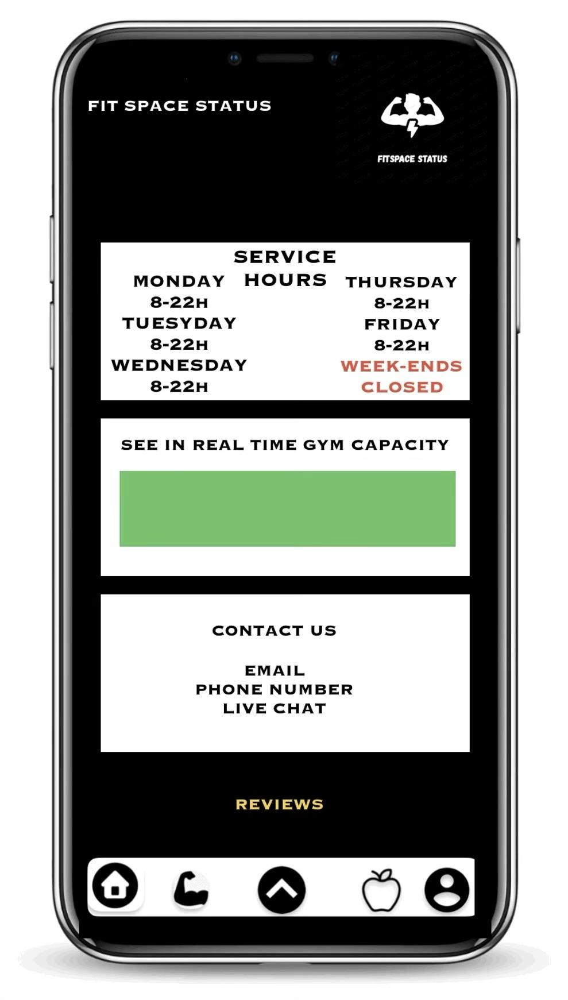 FIT SPACE STATUS
FITSPACE STATUS
SERVICE
HOURS
MONDAY
8-22H
TUESYDAY
8-22H
WEDNESDAY
8-22H
THURSDAY
8-22H
FRIDAY
8-22H
WEEK-ENDS
CLOSED
SEE IN REAL TIME GYM CAPACITY
CONTACT US
EMAIL
PHONE NUMBER
LIVE CHAT
REVIEWS